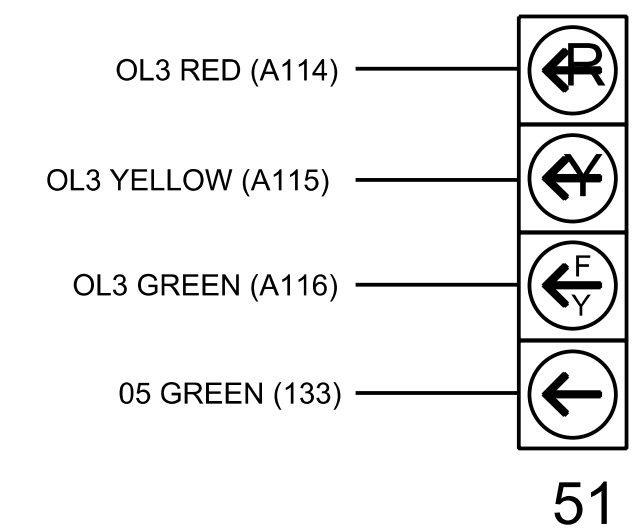 OL3 RED (A114)
R
OL3 YELLOW (A115)
Y
OL3 GREEN (A116)
F
Y
05 GREEN (133)
51